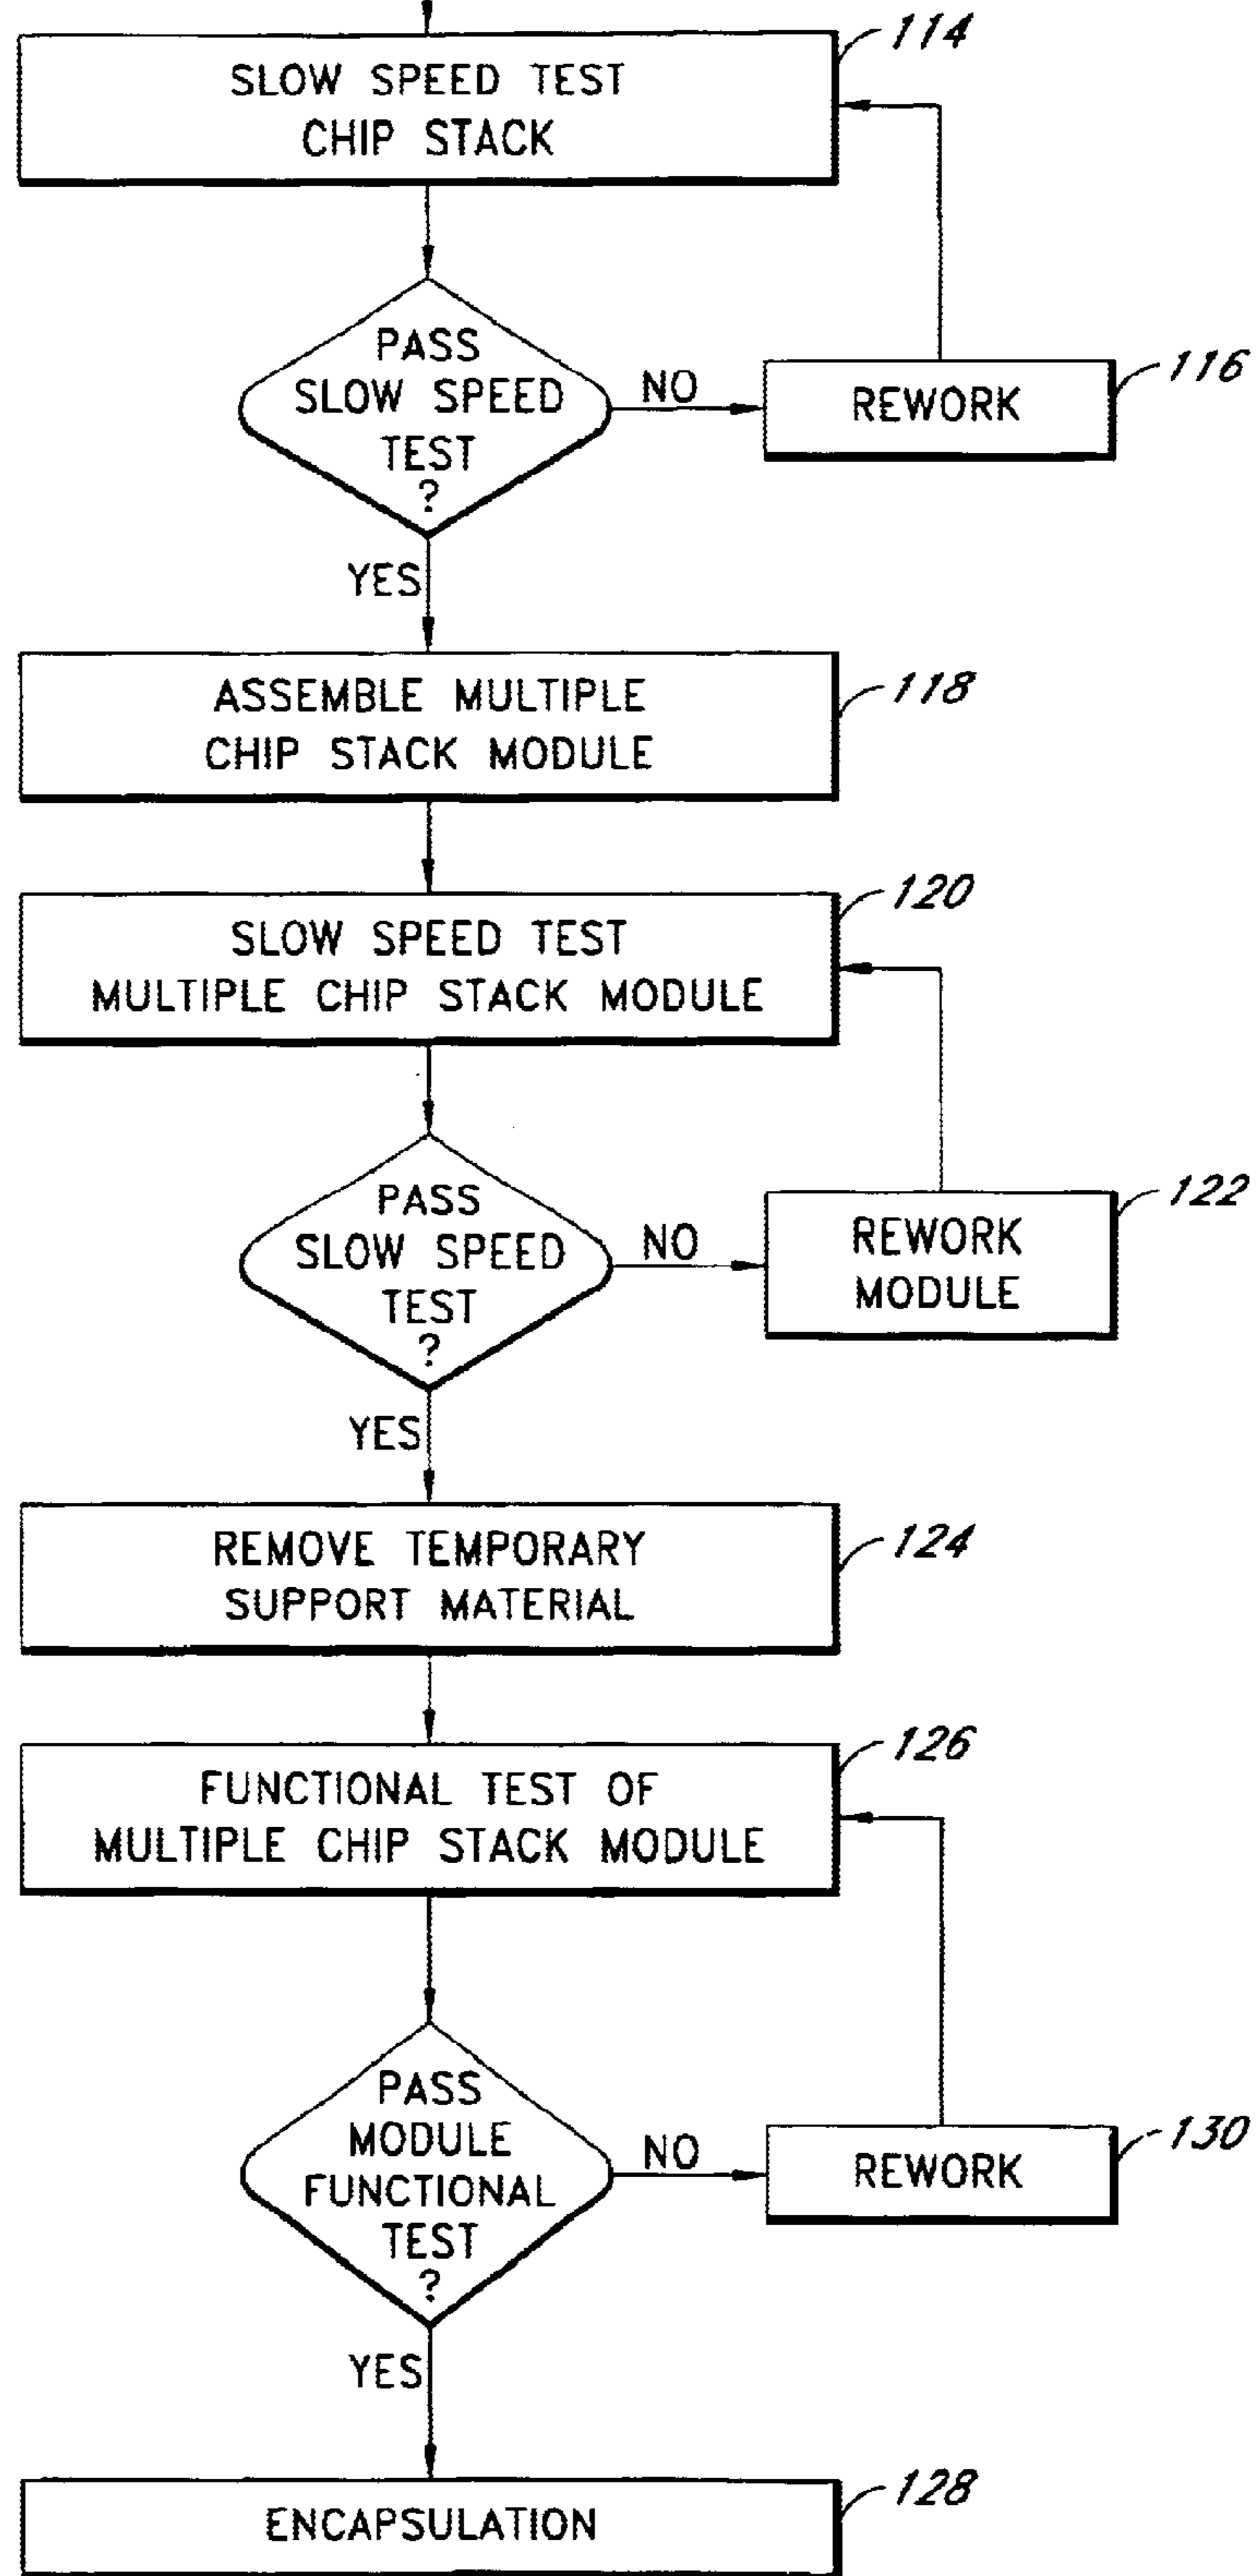 114
SLOW SPEED TEST
CHIP STACK
PASS
SLOW SPEED
TEST
?
NO
REWORK
116
YES
ASSEMBLE MULTIPLE
CHIP STACK MODULE
118
120
SLOW SPEED TEST
MULTIPLE CHIP STACK MODULE
PASS
SLOW SPEED
TEST
?
NO
REWORK
MODULE
122
YES
REMOVE TEMPORARY
SUPPORT MATERIAL
124
126
FUNCTIONAL TEST OF
MULTIPLE CHIP STACK MODULE
PASS
MODULE
FUNCTIONAL
TEST
?
NO
REWORK
130
YES
ENCAPSULATION
128